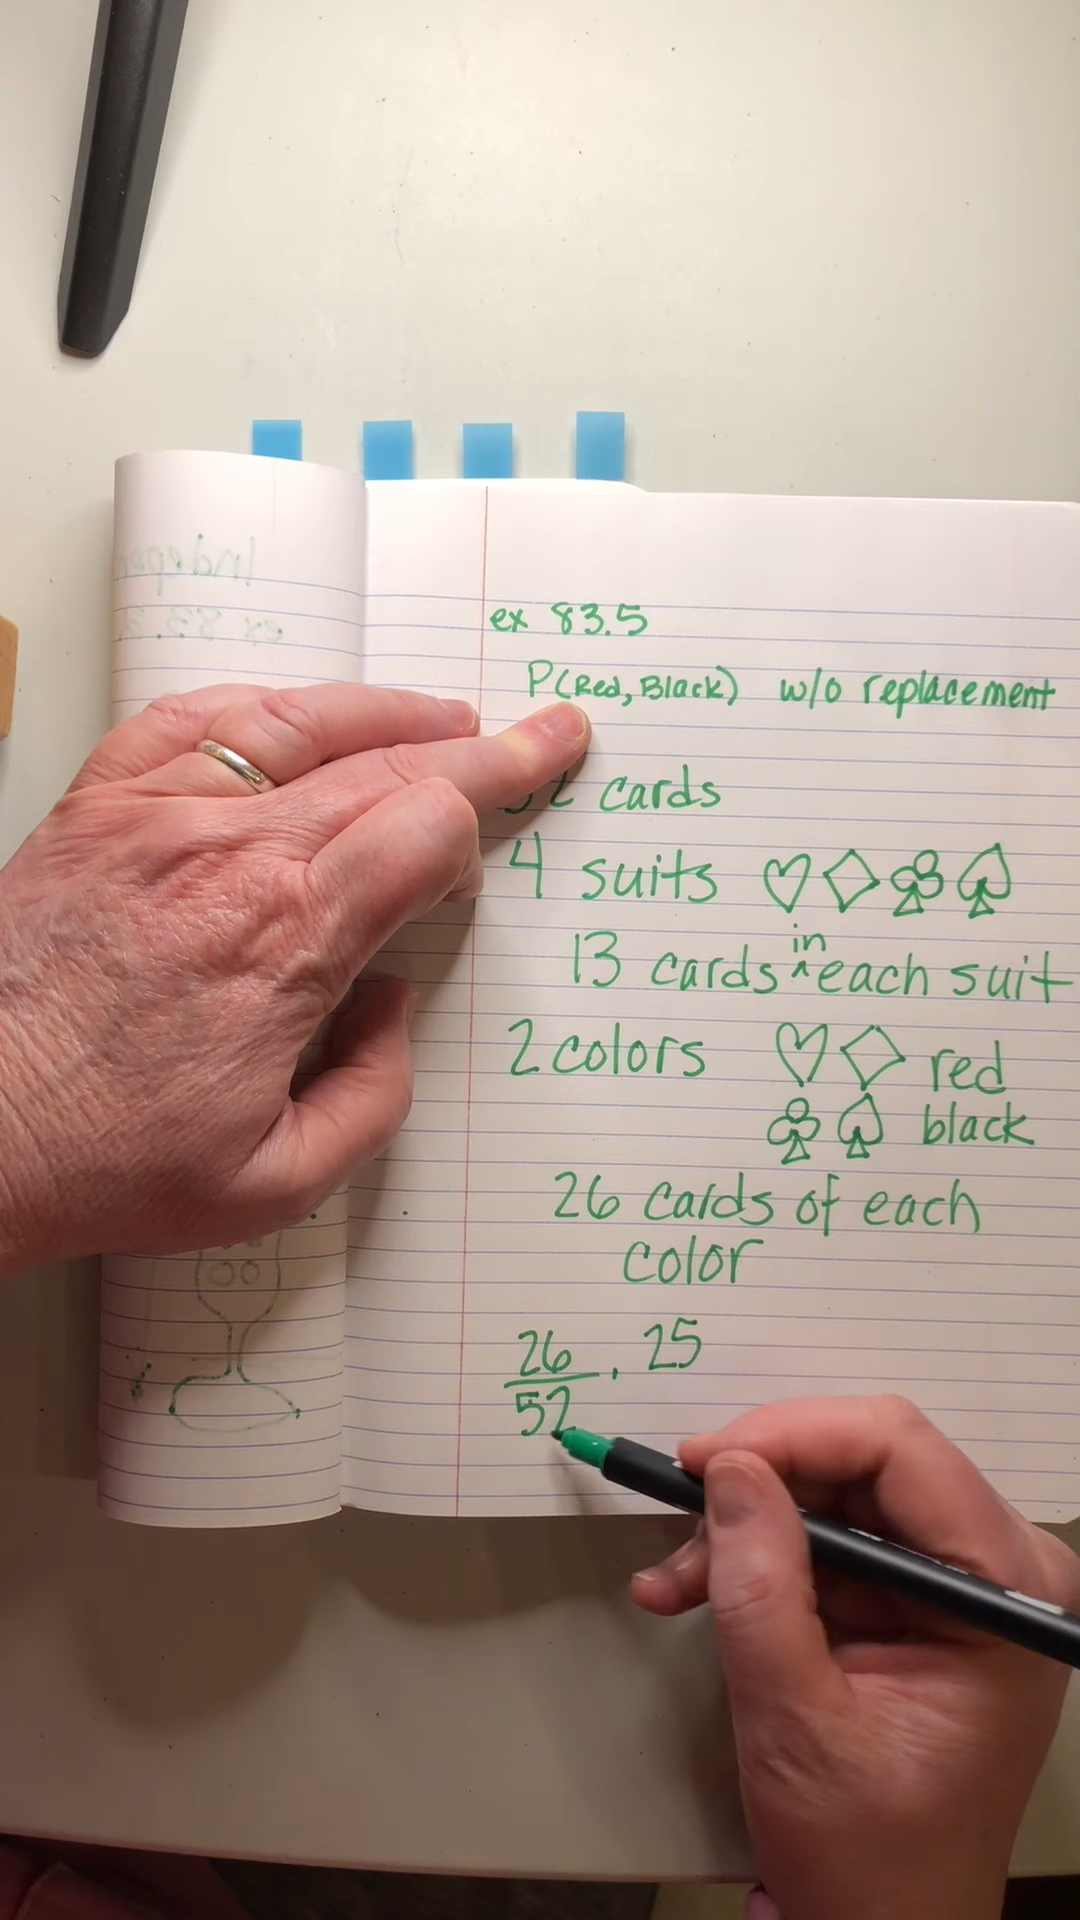 ex 83.5
P(Red, Black) w/o replacement
52 cards
4 suits ♡ ◇ ♧ ♤
13 cards ^in each suit
2 colors ♡ ◇ red
♧ ♤ black
26 cards of each
color
26/52 · 25